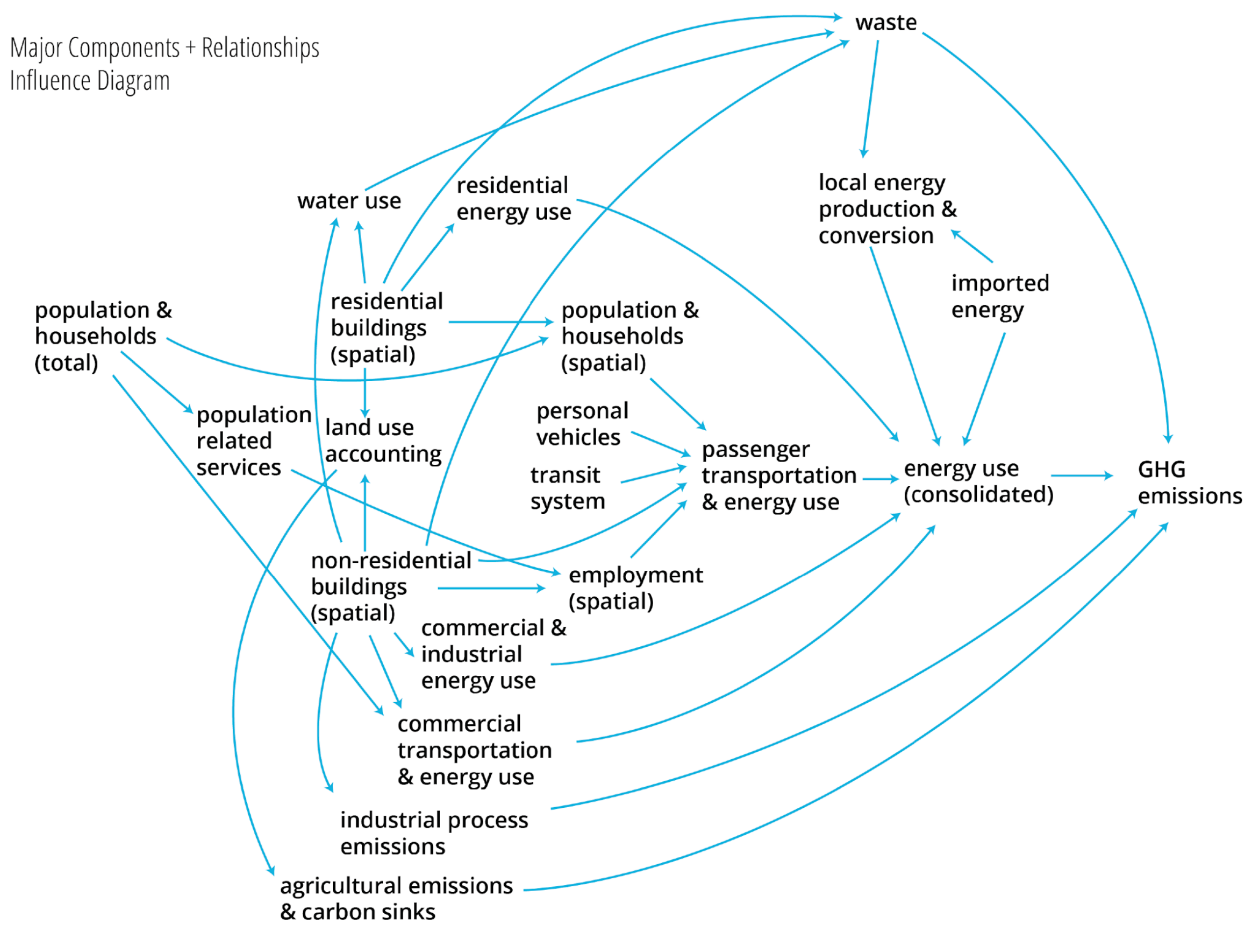 Major Components + Relationships
Influence Diagram
waste
water use
residential
energy use
local energy
production &
conversion
imported
energy
population &
households
(total)
residential
buildings
(spatial)
population &
households
(spatial)
population
related
services
land use
accounting
personal
vehicles
transit
system
passenger
transportation
& energy use
energy use
(consolidated)
GHG
emissions
non-residential
buildings
(spatial)
employment
(spatial)
commercial &
industrial
energy use
commercial
transportation
& energy use
industrial process
emissions
agricultural emissions
& carbon sinks